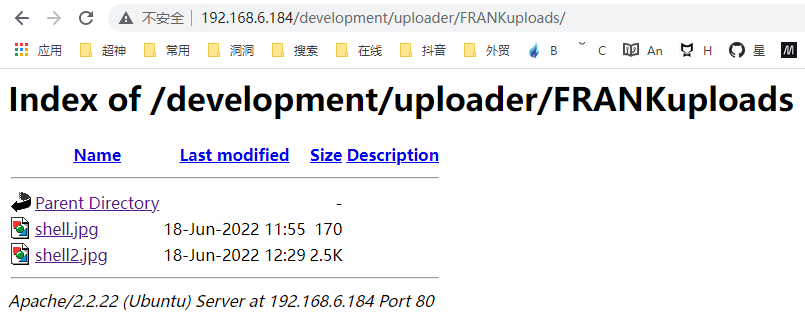 不安全 | 192.168.6.184/development/uploader/FRANKuploads/
应用 超神 常用 洞洞 搜索 在线 抖音 外贸 B C An H 星 M
Index of /development/uploader/FRANKuploads
Name Last modified Size Description
Parent Directory -
shell.jpg 18-Jun-2022 11:55 170
shell2.jpg 18-Jun-2022 12:29 2.5K
Apache/2.2.22 (Ubuntu) Server at 192.168.6.184 Port 80